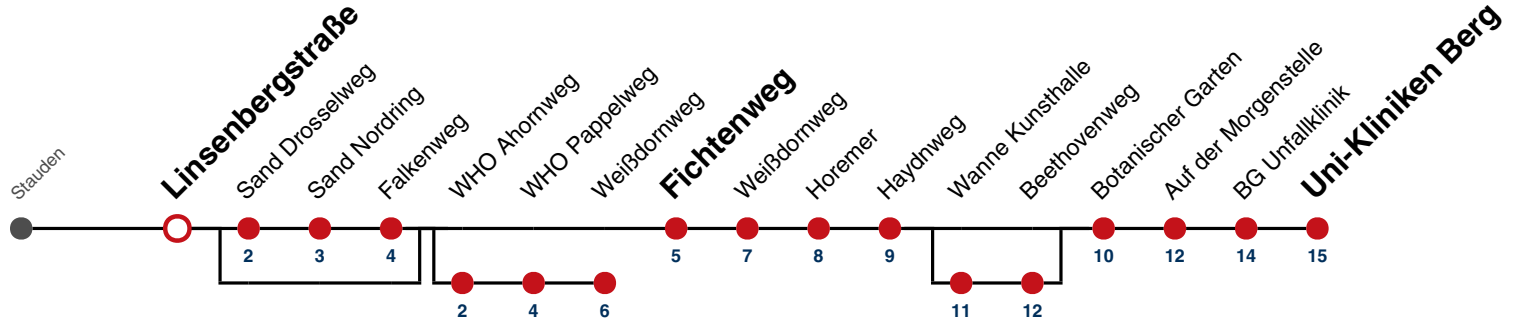 Stauden
Linsenbergstraße
Sand Drosselweg
Sand Nordring
Falkenweg
WHO Ahornweg
WHO Pappelweg
Weißdornweg
Fichtenweg
Weißdornweg
Horemer
Haydnweg
Wanne Kunsthalle
Beethovenweg
Botanischer Garten
Auf der Morgenstelle
BG Unfallklinik
Uni-Kliniken Berg
2 3 4 5 7 8 9 10 12 14 15
2 4 6 11 12